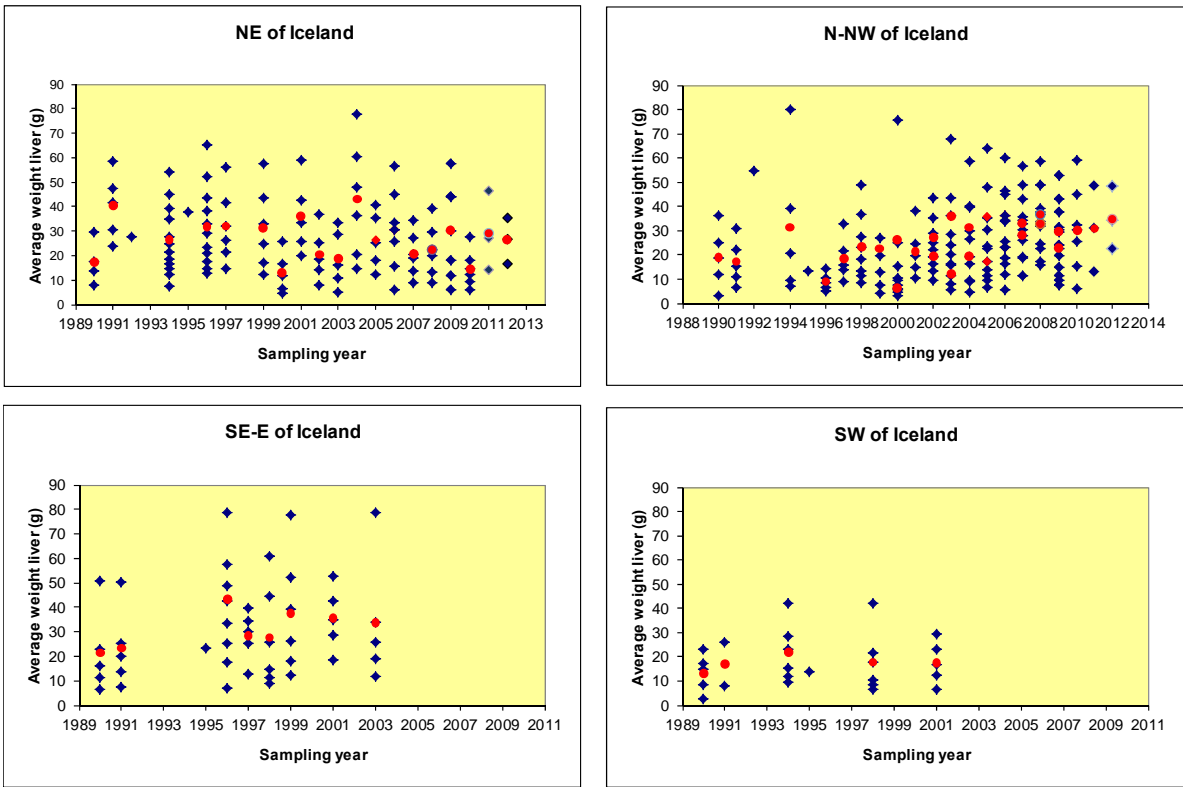 NE of Iceland
Average weight liver (g)
90
80
70
60
50
40
30
20
10
0
1989 1991 1993 1995 1997 1999 2001 2003 2005 2007 2009 2011 2013
Sampling year
N-NW of Iceland
Average weight liver (g)
90
80
70
60
50
40
30
20
10
0
1988 1990 1992 1994 1996 1998 2000 2002 2004 2006 2008 2010 2012 2014
Sampling year
SE-E of Iceland
Average weight liver (g)
90
80
70
60
50
40
30
20
10
0
1989 1991 1993 1995 1997 1999 2001 2003 2005 2007 2009 2011
Sampling year
SW of Iceland
Average weight liver (g)
90
80
70
60
50
40
30
20
10
0
1989 1991 1993 1995 1997 1999 2001 2003 2005 2007 2009 2011
Sampling year